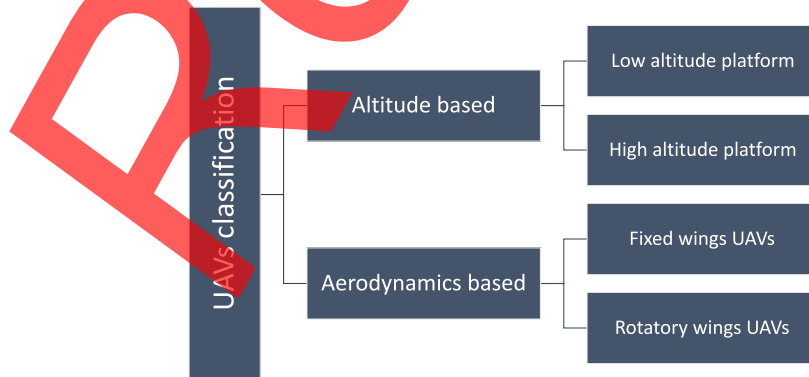 UAVs classification
Altitude based
Low altitude platform
High altitude platform
Aerodynamics based
Fixed wings UAVs
Rotatory wings UAVs